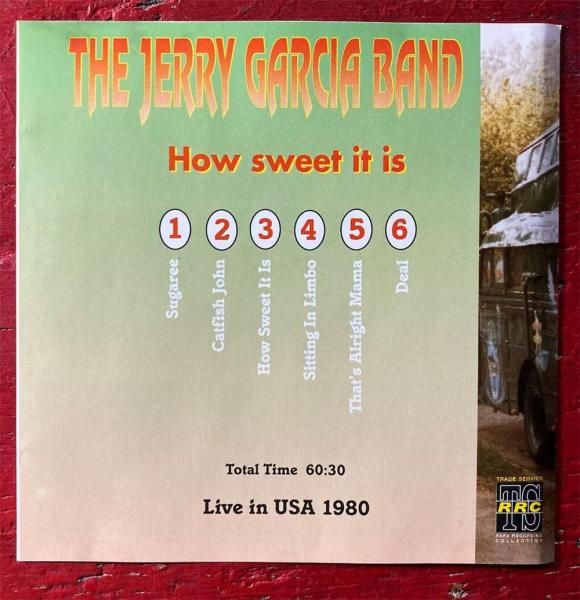 THE JERRY GARCIA BAND
How sweet it is
1 2 3 4 5 6
Sugaree
Catfish John
How Sweet It Is
Sitting In Limbo
That's Alright Mama
Deal
Total Time 60:30
Live in USA 1980
TRADE SERVICE
TS
RRC
RARE RECORDING
COLLECTION